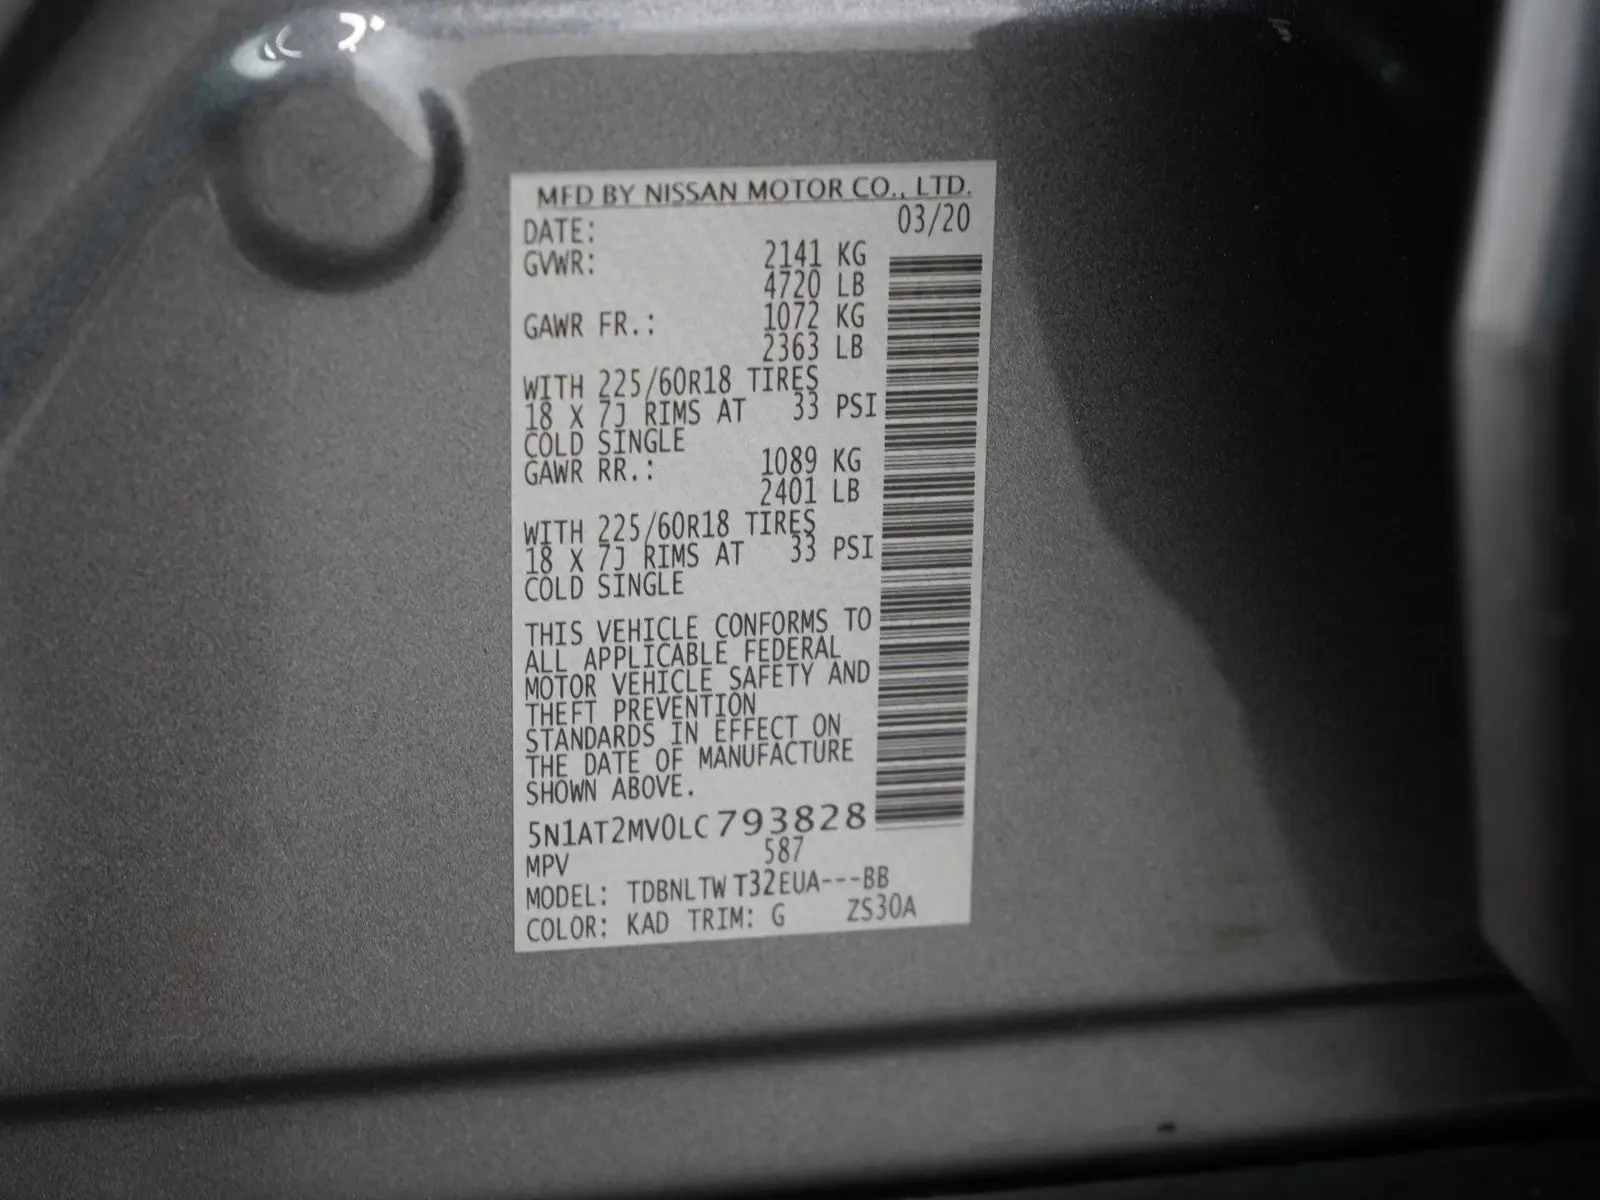 MFD BY NISSAN MOTOR CO., LTD.
DATE: 03/20
GVWR: 2141 KG
4720 LB
GAWR FR.: 1072 KG
2363 LB
WITH 225/60R18 TIRES
18 X 7J RIMS AT 33 PSI
COLD SINGLE
GAWR RR.: 1089 KG
2401 LB
WITH 225/60R18 TIRES
18 X 7J RIMS AT 33 PSI
COLD SINGLE
THIS VEHICLE CONFORMS TO
ALL APPLICABLE FEDERAL
MOTOR VEHICLE SAFETY AND
THEFT PREVENTION
STANDARDS IN EFFECT ON
THE DATE OF MANUFACTURE
SHOWN ABOVE.
5N1AT2MV0LC793828
MPV 587
MODEL: TDBNLTW T32EUA---BB
COLOR: KAD TRIM: G ZS30A